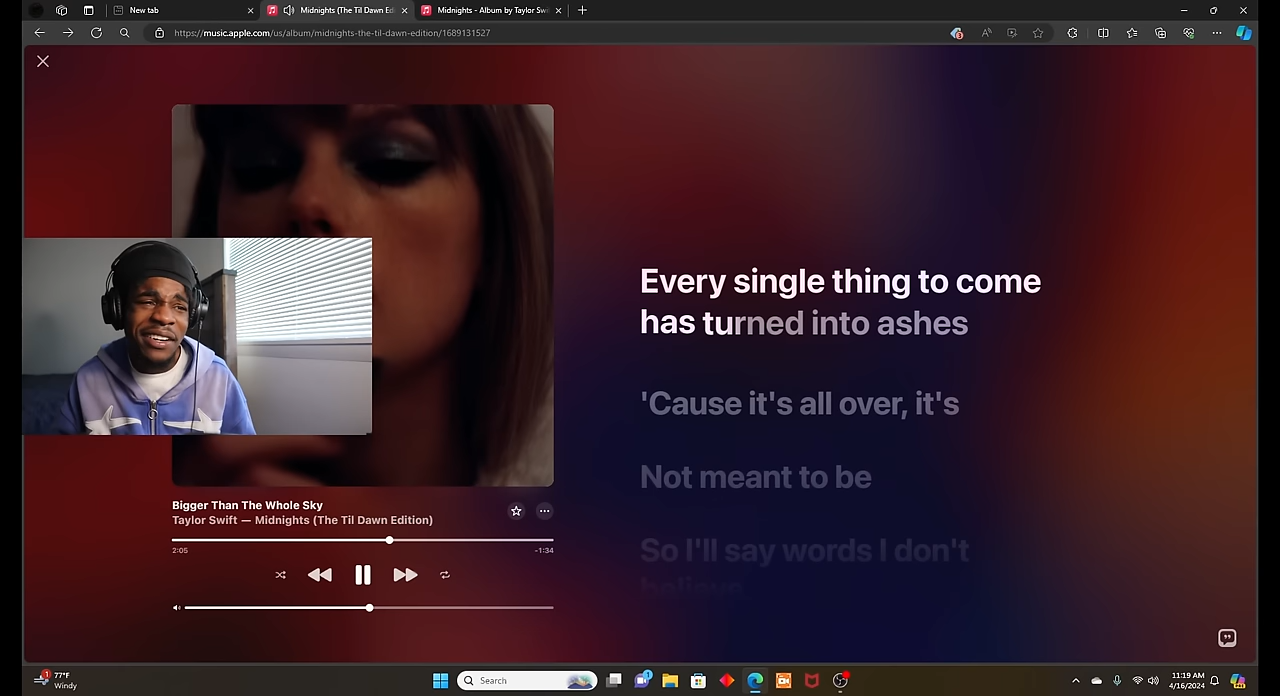 New tab
Midnights (The Til Dawn Ed
Midnights - Album by Taylor Swi
https://music.apple.com/us/album/midnights-the-til-dawn-edition/1689131527
Every single thing to come
has turned into ashes
'Cause it's all over, it's
Not meant to be
So I'll say words I don't
believe
Bigger Than The Whole Sky
Taylor Swift — Midnights (The Til Dawn Edition)
2:05
-1:34
77°F
Windy
Search
11:19 AM
4/16/2024